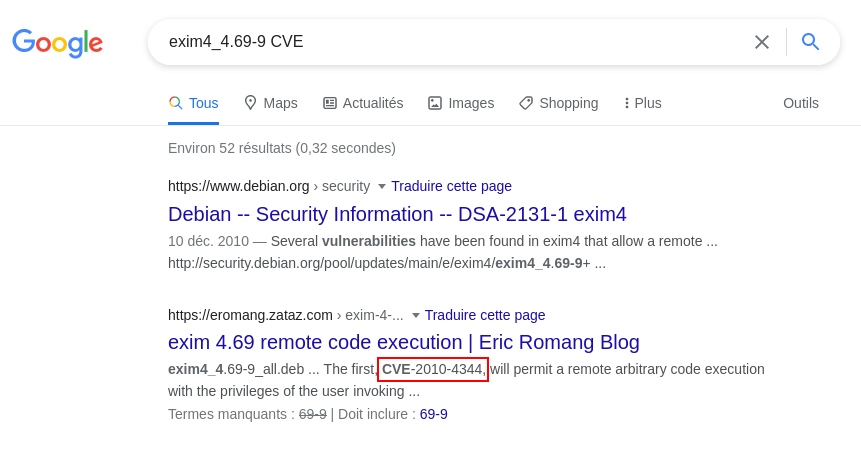 Google
exim4_4.69-9 CVE
Tous Maps Actualités Images Shopping Plus Outils
Environ 52 résultats (0,32 secondes)
https://www.debian.org › security Traduire cette page
Debian -- Security Information -- DSA-2131-1 exim4
10 déc. 2010 — Several vulnerabilities have been found in exim4 that allow a remote ...
http://security.debian.org/pool/updates/main/e/exim4/exim4_4.69-9+ ...
https://eromang.zataz.com › exim-4-... Traduire cette page
exim 4.69 remote code execution | Eric Romang Blog
exim4_4.69-9_all.deb ... The first, CVE-2010-4344, will permit a remote arbitrary code execution
with the privileges of the user invoking ...
Termes manquants : 69-9 | Doit inclure : 69-9